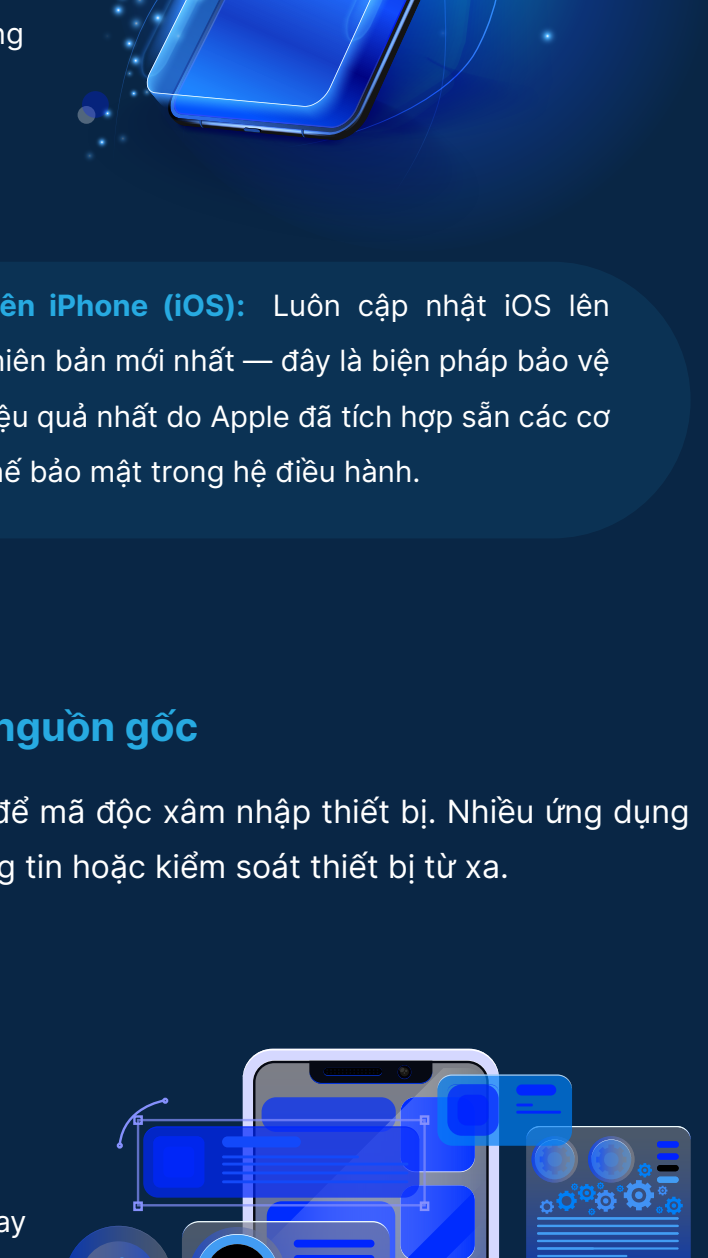 ng
ên iPhone (iOS): Luôn cập nhật iOS lên
hiên bản mới nhất — đây là biện pháp bảo vệ
ệu quả nhất do Apple đã tích hợp sẵn các cơ
hế bảo mật trong hệ điều hành.
nguồn gốc
để mã độc xâm nhập thiết bị. Nhiều ứng dụng
g tin hoặc kiểm soát thiết bị từ xa.
ay